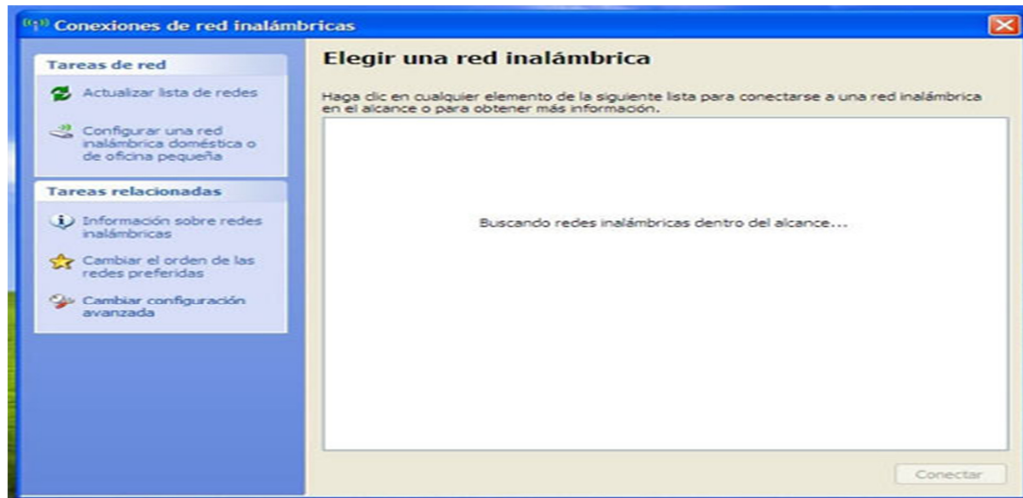 Conexiones de red inalámbricas
Tareas de red
Actualizar lista de redes
Configurar una red
inalámbrica doméstica o
de oficina pequeña
Tareas relacionadas
Información sobre redes
inalámbricas
Cambiar el orden de las
redes preferidas
Cambiar configuración
avanzada
Elegir una red inalámbrica
Haga clic en cualquier elemento de la siguiente lista para conectarse a una red inalámbrica
en el alcance o para obtener más información.
Buscando redes inalámbricas dentro del alcance...
Conectar